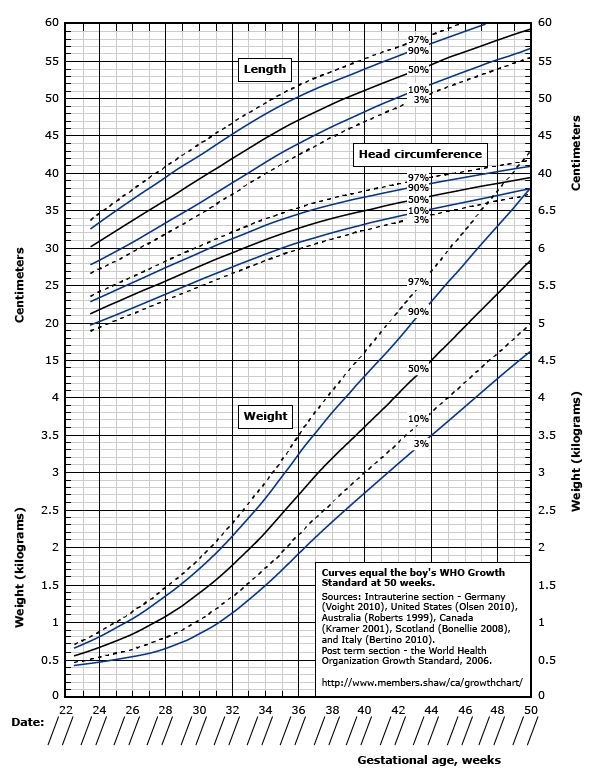 60
55
50
45
40
35
30
25
20
4.5
4
3.5
3
2.5
2
1.5
1
0.5
0
Centimeters
Weight (kilograms)
60
55
50
45
40
6.5
6
5.5
5
4.5
4
3.5
3
2.5
2
1.5
1
0.5
0
Centimeters
Weight (kilograms)
Length
97%
90%
50%
10%
3%
Head circumference
97%
90%
50%
10%
3%
Weight
97%
90%
50%
10%
3%
Curves equal the boy's WHO Growth
Standard at 50 weeks.
Sources: Intrauterine section - Germany
(Voight 2010), United States (Olsen 2010),
Australia (Roberts 1999), Canada
(Kramer 2001), Scotland (Bonellie 2008),
and Italy (Bertino 2010).
Post term section - the World Health
Organization Growth Standard, 2006.
http://www.members.shaw/ca/growthchart/
22 24 26 28 30 32 34 36 38 40 42 44 46 48 50
Date:
Gestational age, weeks